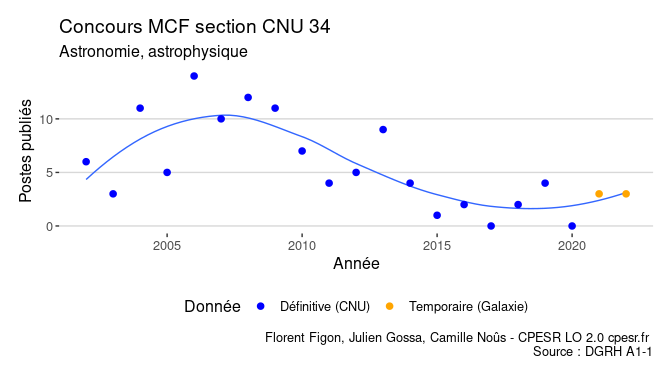 Concours MCF section CNU 34
Astronomie, astrophysique
Postes publiés
10
5
0
2005 2010 2015 2020
Année
Donnée Définitive (CNU) Temporaire (Galaxie)
Florent Figon, Julien Gossa, Camille Noûs - CPESR LO 2.0 cpesr.fr
Source : DGRH A1-1